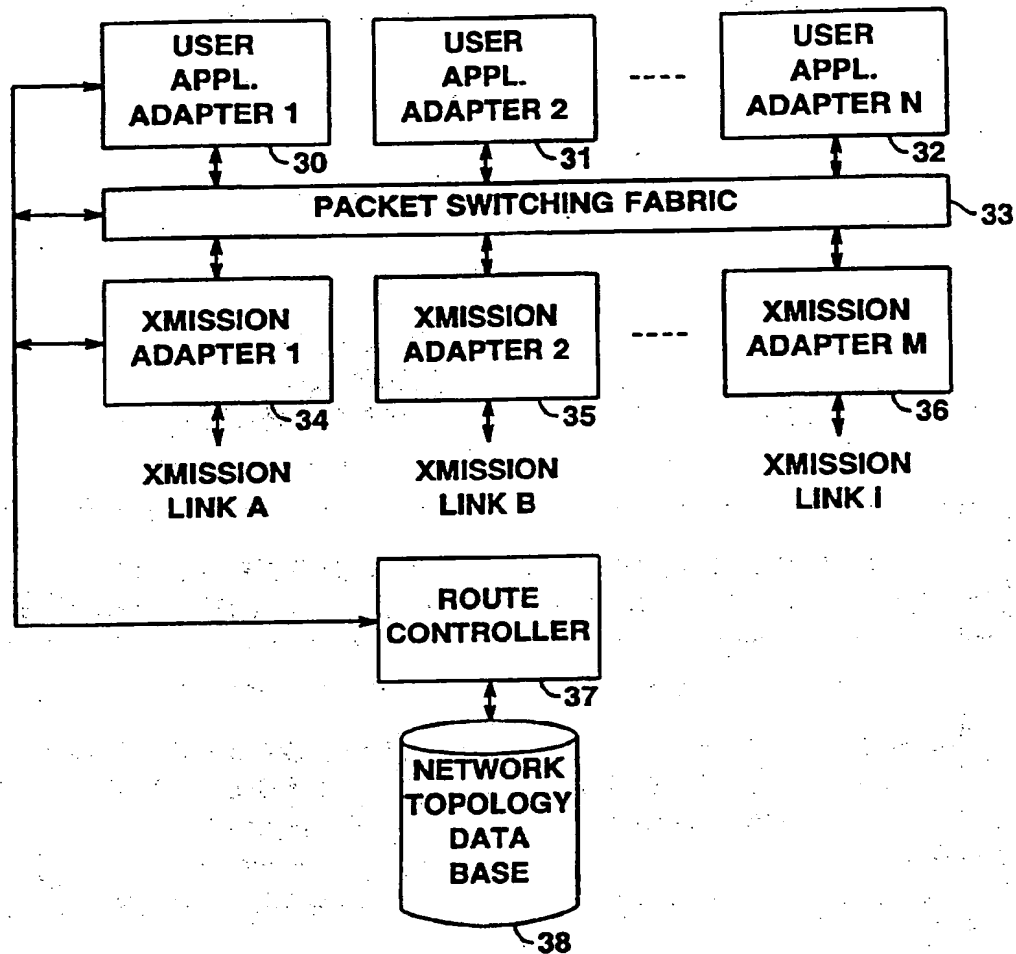 USER
APPL.
ADAPTER 1
30
USER
APPL.
ADAPTER 2
31
USER
APPL.
ADAPTER N
32
PACKET SWITCHING FABRIC
33
XMISSION
ADAPTER 1
34
XMISSION
ADAPTER 2
35
XMISSION
ADAPTER M
36
XMISSION
LINK A
XMISSION
LINK B
XMISSION
LINK I
ROUTE
CONTROLLER
37
NETWORK
TOPOLOGY
DATA
BASE
38